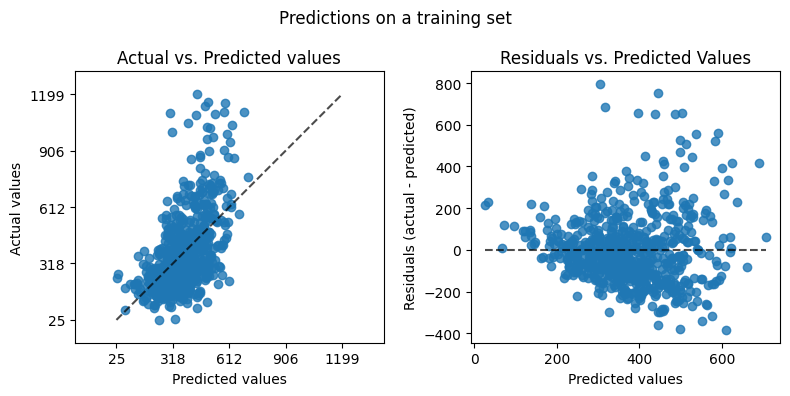 Predictions on a training set
Actual vs. Predicted values
Actual values
1199
906
612
318
25
25 318 612 906 1199
Predicted values
Residuals vs. Predicted Values
Residuals (actual - predicted)
800
600
400
200
0
−200
−400
0 200 400 600
Predicted values